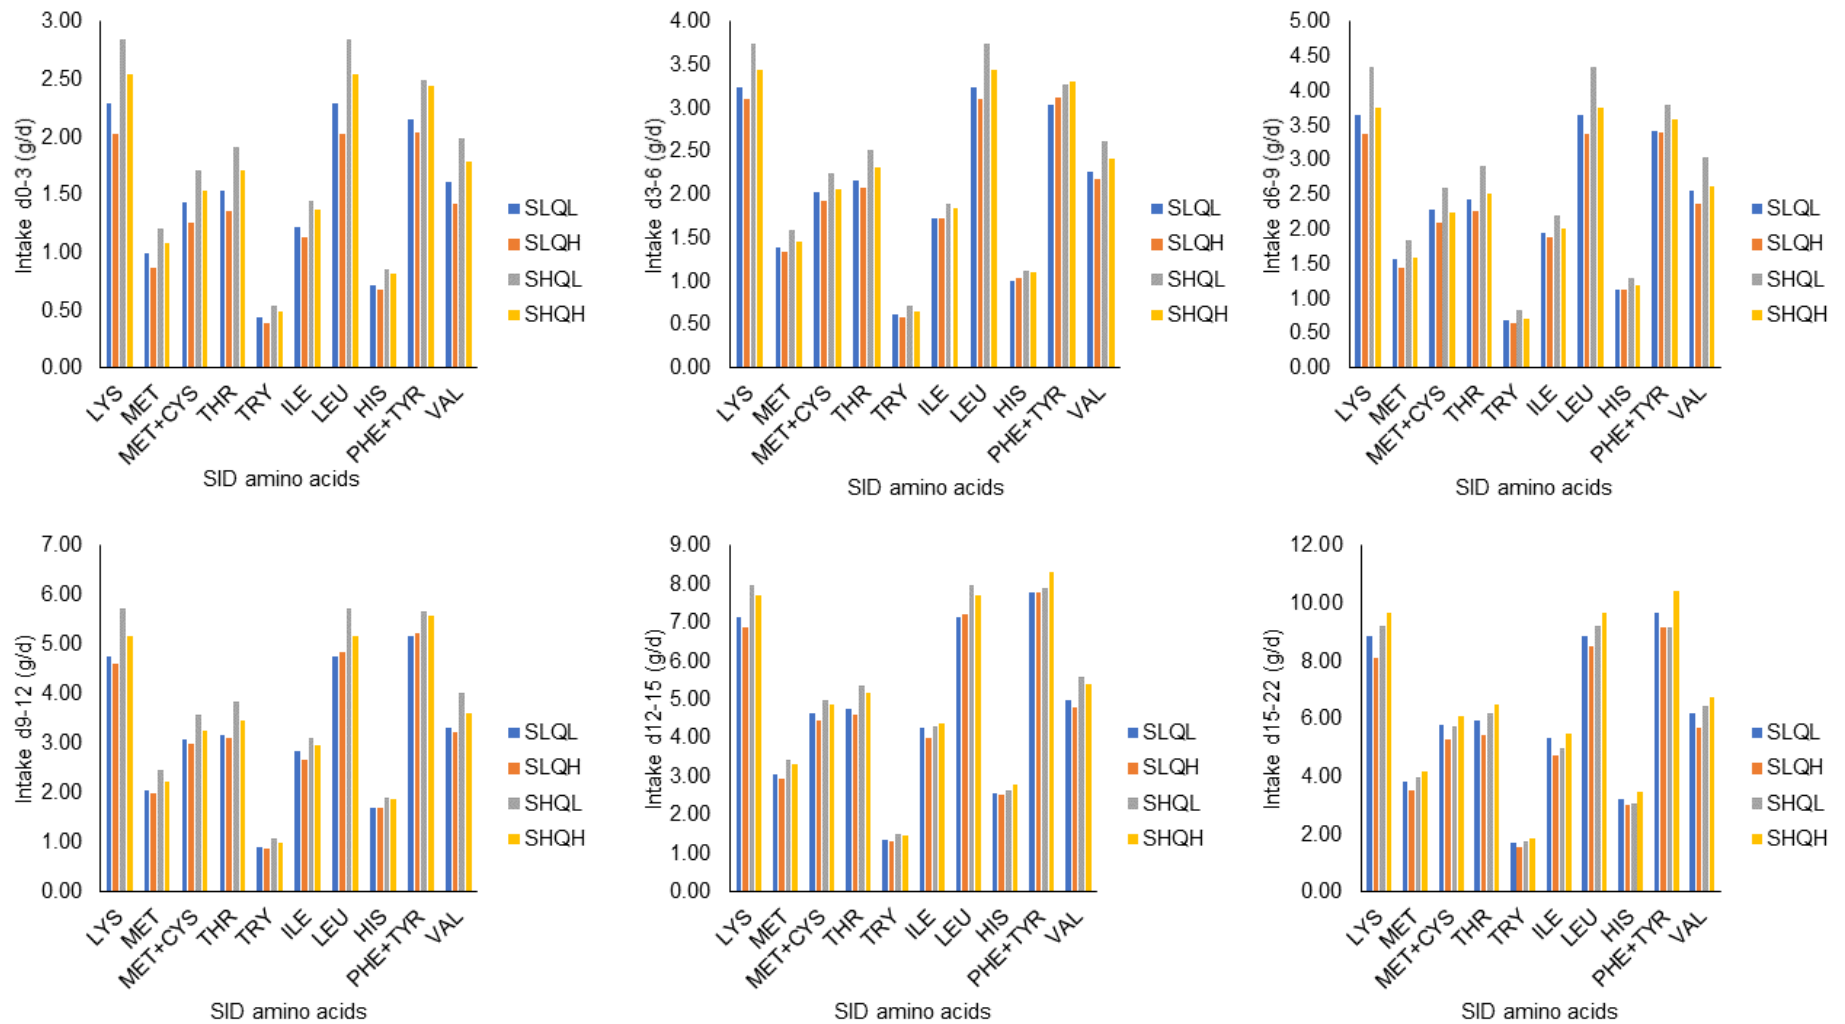 Intake d0-3 (g/d)
3.00
2.50
2.00
1.50
1.00
0.50
0.00
LYS
MET
MET+CYS
THR
TRY
ILE
LEU
HIS
PHE+TYR
VAL
SID amino acids
SLQL
SLQH
SHQL
SHQH
Intake d3-6 (g/d)
4.00
3.50
3.00
2.50
2.00
1.50
1.00
0.50
0.00
LYS
MET
MET+CYS
THR
TRY
ILE
LEU
HIS
PHE+TYR
VAL
SID amino acids
SLQL
SLQH
SHQL
SHQH
Intake d6-9 (g/d)
5.00
4.50
4.00
3.50
3.00
2.50
2.00
1.50
1.00
0.50
0.00
LYS
MET
MET+CYS
THR
TRY
ILE
LEU
HIS
PHE+TYR
VAL
SID amino acids
SLQL
SLQH
SHQL
SHQH
Intake d9-12 (g/d)
7.00
6.00
5.00
4.00
3.00
2.00
1.00
0.00
LYS
MET
MET+CYS
THR
TRY
ILE
LEU
HIS
PHE+TYR
VAL
SID amino acids
SLQL
SLQH
SHQL
SHQH
Intake d12-15 (g/d)
9.00
8.00
7.00
6.00
5.00
4.00
3.00
2.00
1.00
0.00
LYS
MET
MET+CYS
THR
TRY
ILE
LEU
HIS
PHE+TYR
VAL
SID amino acids
SLQL
SLQH
SHQL
SHQH
Intake d15-22 (g/d)
12.00
10.00
8.00
6.00
4.00
2.00
0.00
LYS
MET
MET+CYS
THR
TRY
ILE
LEU
HIS
PHE+TYR
VAL
SID amino acids
SLQL
SLQH
SHQL
SHQH